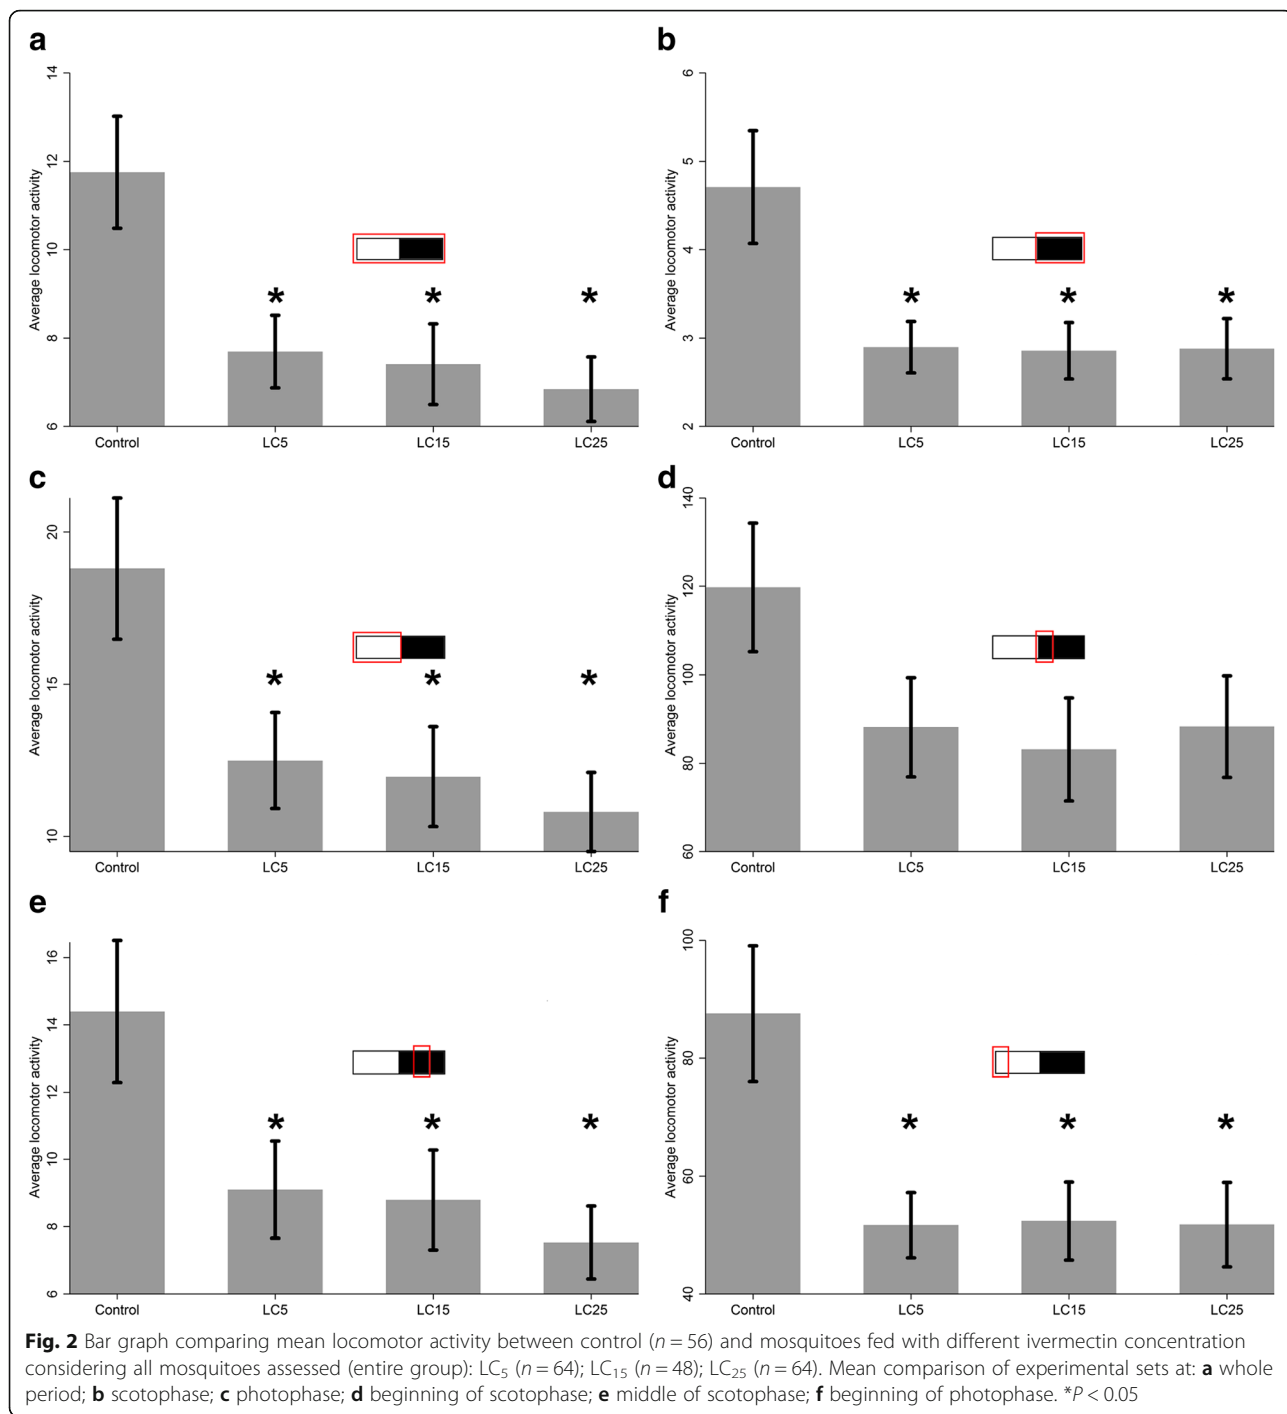 a
Average locomotor activity
14
12
10
8
6
* * *
Control LC5 LC15 LC25
b
Average locomotor activity
6
5
4
3
2
* * *
Control LC5 LC15 LC25
c
Average locomotor activity
20
15
10
* * *
Control LC5 LC15 LC25
d
Average locomotor activity
140
120
100
80
60
Control LC5 LC15 LC25
e
Average locomotor activity
16
14
12
10
8
6
* * *
Control LC5 LC15 LC25
f
Average locomotor activity
100
80
60
40
* * *
Control LC5 LC15 LC25
Fig. 2 Bar graph comparing mean locomotor activity between control (n = 56) and mosquitoes fed with different ivermectin concentration
considering all mosquitoes assessed (entire group): LC5 (n = 64); LC15 (n = 48); LC25 (n = 64). Mean comparison of experimental sets at: a whole
period; b scotophase; c photophase; d beginning of scotophase; e middle of scotophase; f beginning of photophase. *P < 0.05